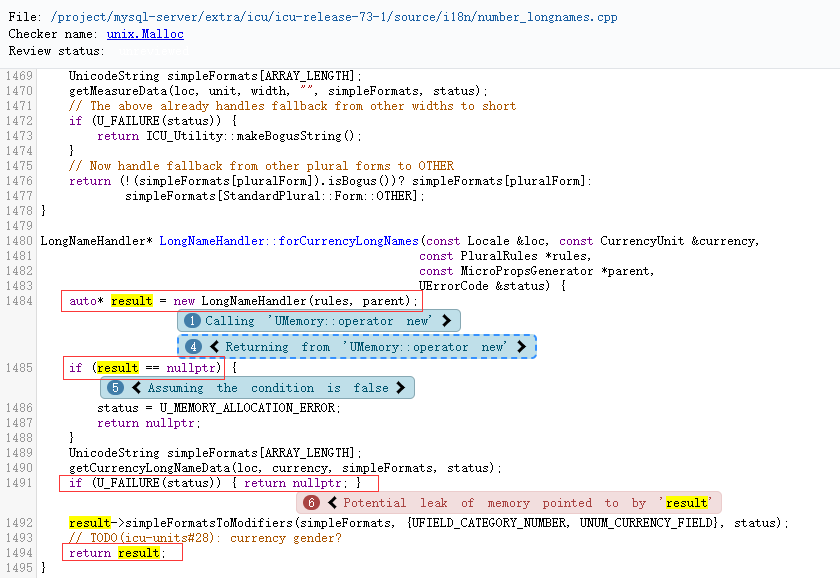 File: /project/mysql-server/extra/icu/icu-release-73-1/source/i18n/number_longnames.cpp
Checker name: unix.Malloc
Review status:
1469     UnicodeString simpleFormats[ARRAY_LENGTH];
1470     getMeasureData(loc, unit, width, "", simpleFormats, status);
1471     // The above already handles fallback from other widths to short
1472     if (U_FAILURE(status)) {
1473         return ICU_Utility::makeBogusString();
1474     }
1475     // Now handle fallback from other plural forms to OTHER
1476     return (!(simpleFormats[pluralForm]).isBogus())? simpleFormats[pluralForm]:
1477             simpleFormats[StandardPlural::Form::OTHER];
1478 }
1479
1480 LongNameHandler* LongNameHandler::forCurrencyLongNames(const Locale &loc, const CurrencyUnit &currency,
1481                                                       const PluralRules *rules,
1482                                                       const MicroPropsGenerator *parent,
1483                                                       UErrorCode &status) {
1484     auto* result = new LongNameHandler(rules, parent);
1 Calling 'UMemory::operator new' ❯
4 ❮ Returning from 'UMemory::operator new' ❯
1485     if (result == nullptr) {
5 ❮ Assuming the condition is false ❯
1486         status = U_MEMORY_ALLOCATION_ERROR;
1487         return nullptr;
1488     }
1489     UnicodeString simpleFormats[ARRAY_LENGTH];
1490     getCurrencyLongNameData(loc, currency, simpleFormats, status);
1491     if (U_FAILURE(status)) { return nullptr; }
6 ❮ Potential leak of memory pointed to by 'result'
1492     result->simpleFormatsToModifiers(simpleFormats, {UFIELD_CATEGORY_NUMBER, UNUM_CURRENCY_FIELD}, status);
1493     // TODO(icu-units#28): currency gender?
1494     return result;
1495 }